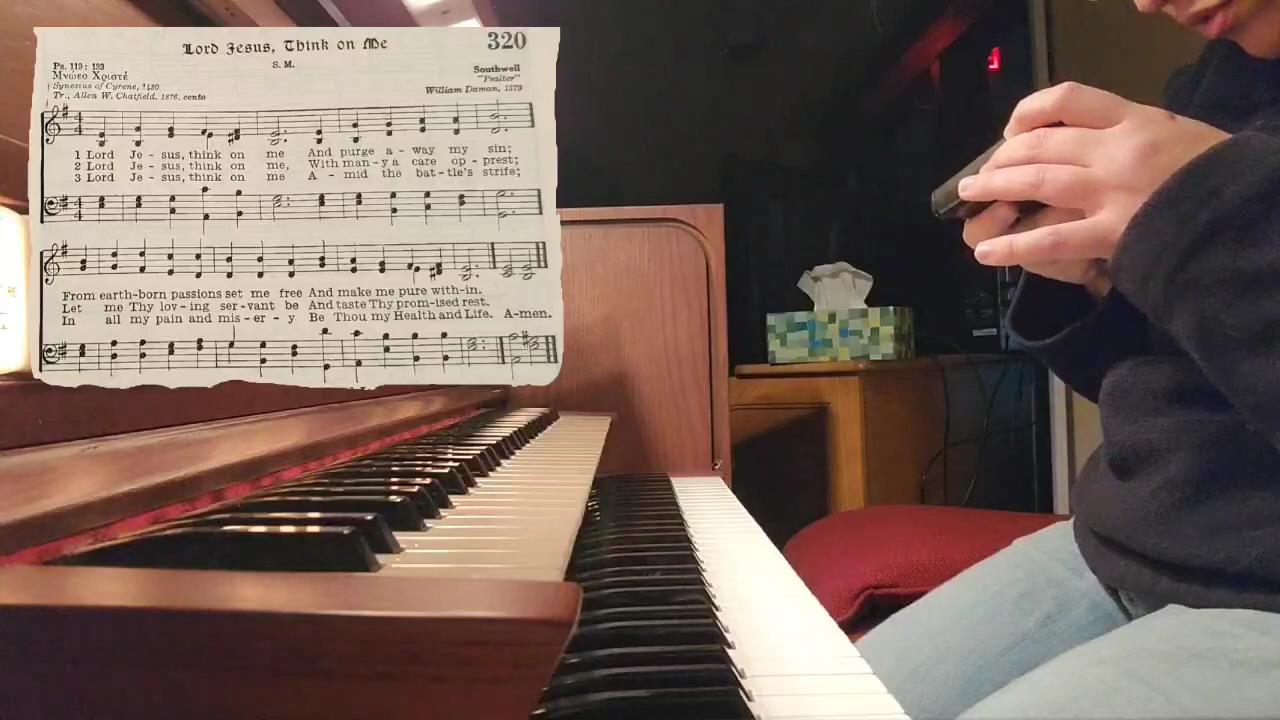 Lord Jesus, Think on Me 320
Ps. 119: 133 S. M.
Μνώεο Χριστέ Southwell
Synesius of Cyrene, †430 "Psalter"
Tr., Allen W. Chatfield, 1876, cento William Daman, 1579
1 Lord Je - sus, think on me And purge a - way my sin;
2 Lord Je - sus, think on me, With man - y a care op - prest;
3 Lord Je - sus, think on me A - mid the bat - tle's strife;
From earth-born passions set me free And make me pure with-in.
Let me Thy lov - ing ser - vant be And taste Thy prom-ised rest.
In all my pain and mis - er - y Be Thou my Health and Life. A-men.